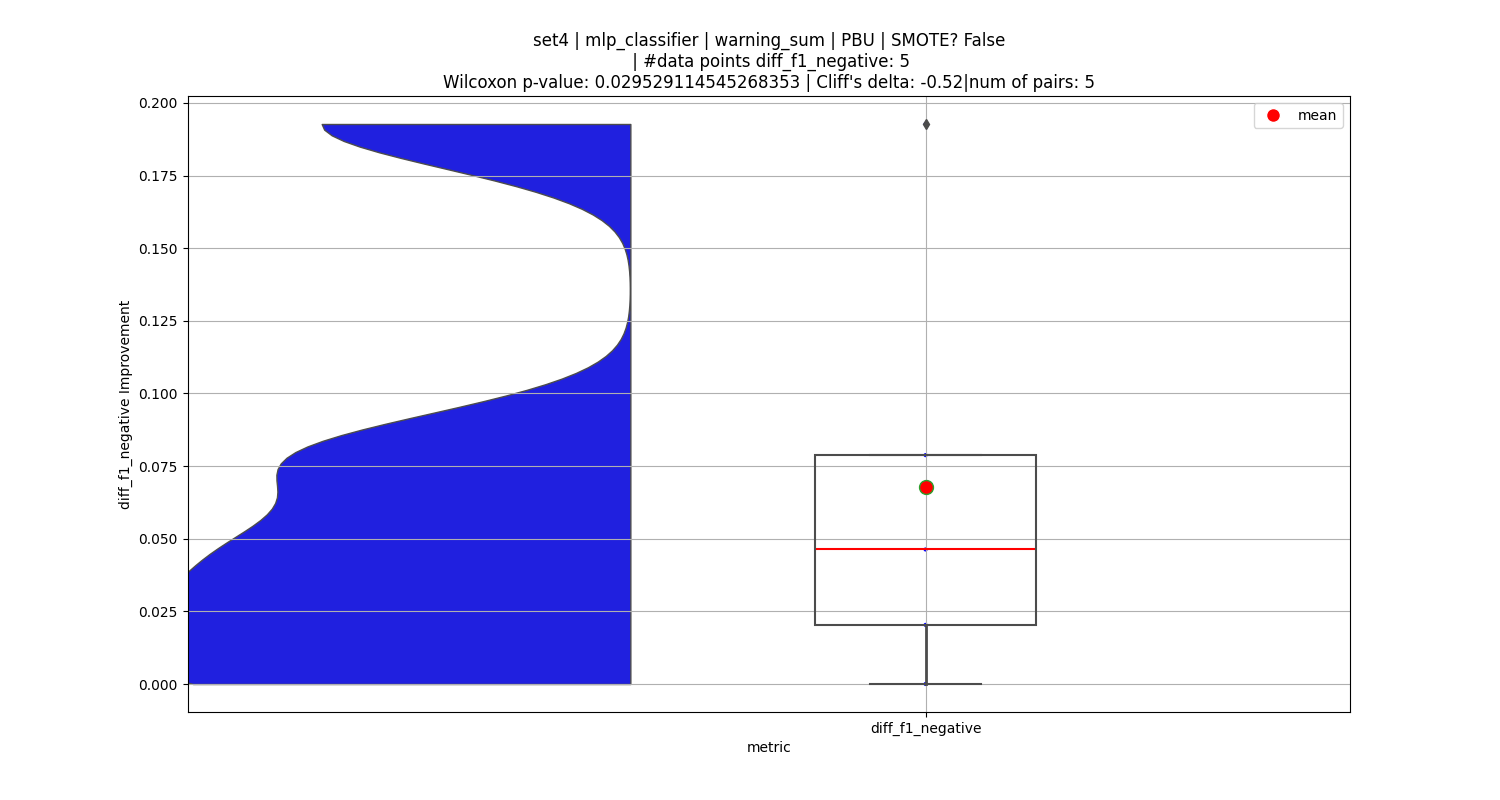 set4 | mlp_classifier | warning_sum | PBU | SMOTE? False
| #data points diff_f1_negative: 5
Wilcoxon p-value: 0.029529114545268353 | Cliff's delta: -0.52|num of pairs: 5
mean
0.200
0.175
0.150
0.125
0.100
0.075
0.050
0.025
0.000
diff_f1_negative Improvement
diff_f1_negative
metric